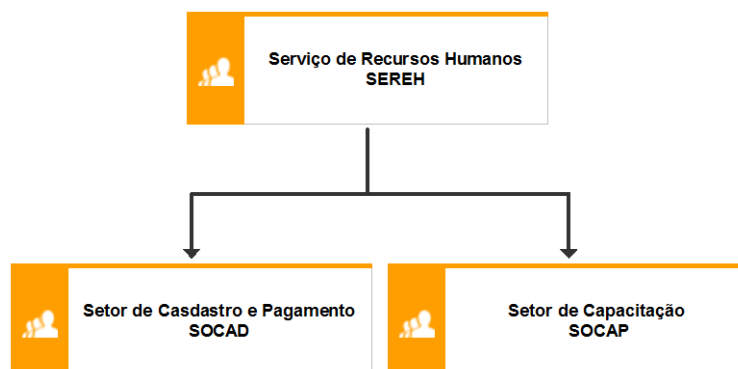 Serviço de Recursos Humanos
SEREH
Setor de Casdastro e Pagamento
SOCAD
Setor de Capacitação
SOCAP